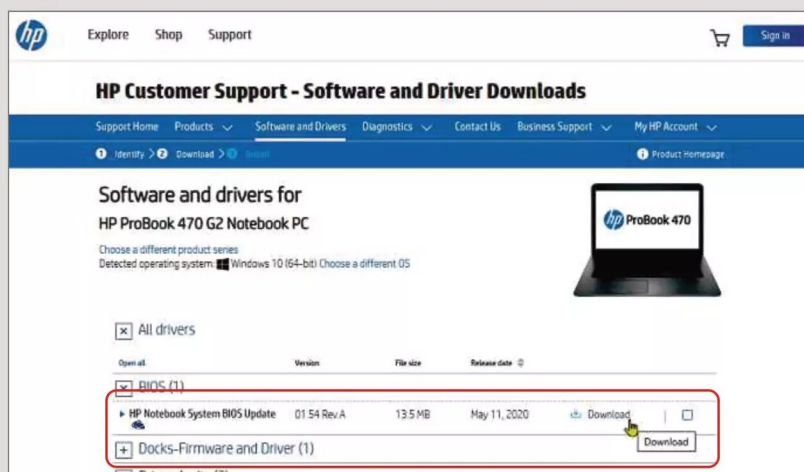 hp
Explore Shop Support
Sign in
HP Customer Support - Software and Driver Downloads
Support Home Products Software and Drivers Diagnostics Contact Us Business Support My HP Account
1 Identify 2 Download 3 Install
Product Homepage
Software and drivers for
HP ProBook 470 G2 Notebook PC
hp ProBook 470
Choose a different product series
Detected operating system: Windows 10 (64-bit) Choose a different OS
All drivers
Open all Version File size Release date
BIOS (1)
HP Notebook System BIOS Update 01.54 Rev.A 13.5 MB May 11, 2020 Download
Download
Docks-Firmware and Driver (1)